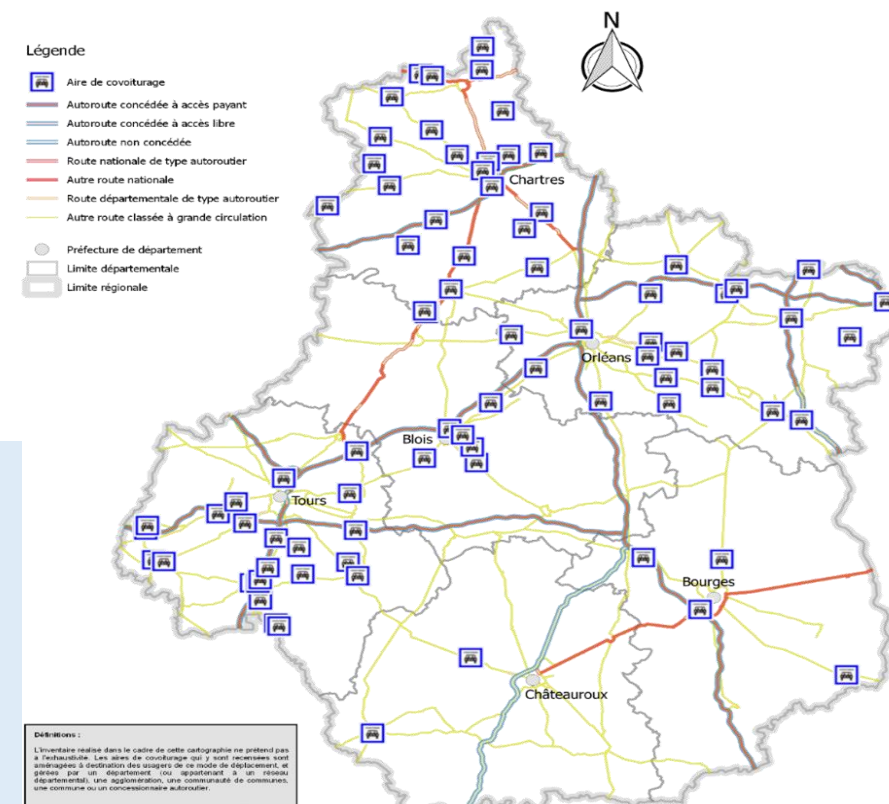 N
Légende
Aire de covoiturage
Autoroute concédée à accès payant
Autoroute concédée à accès libre
Autoroute non concédée
Route nationale de type autoroutier
Autre route nationale
Route départementale de type autoroutier
Autre route classée à grande circulation
Préfecture de département
Limite départementale
Limite régionale
Chartres
Orléans
Blois
Tours
Bourges
Châteauroux
Définitions :
L'inventaire réalisé dans le cadre de cette cartographie ne prétend pas
à l'exhaustivité. Les aires de covoiturage qui y sont recensées sont
aménagées à destination des usagers de ce mode de déplacement, et
gérées par un département (ou appartenant à un réseau
départemental), une agglomération, une communauté de communes,
une commune ou un concessionnaire autoroutier.